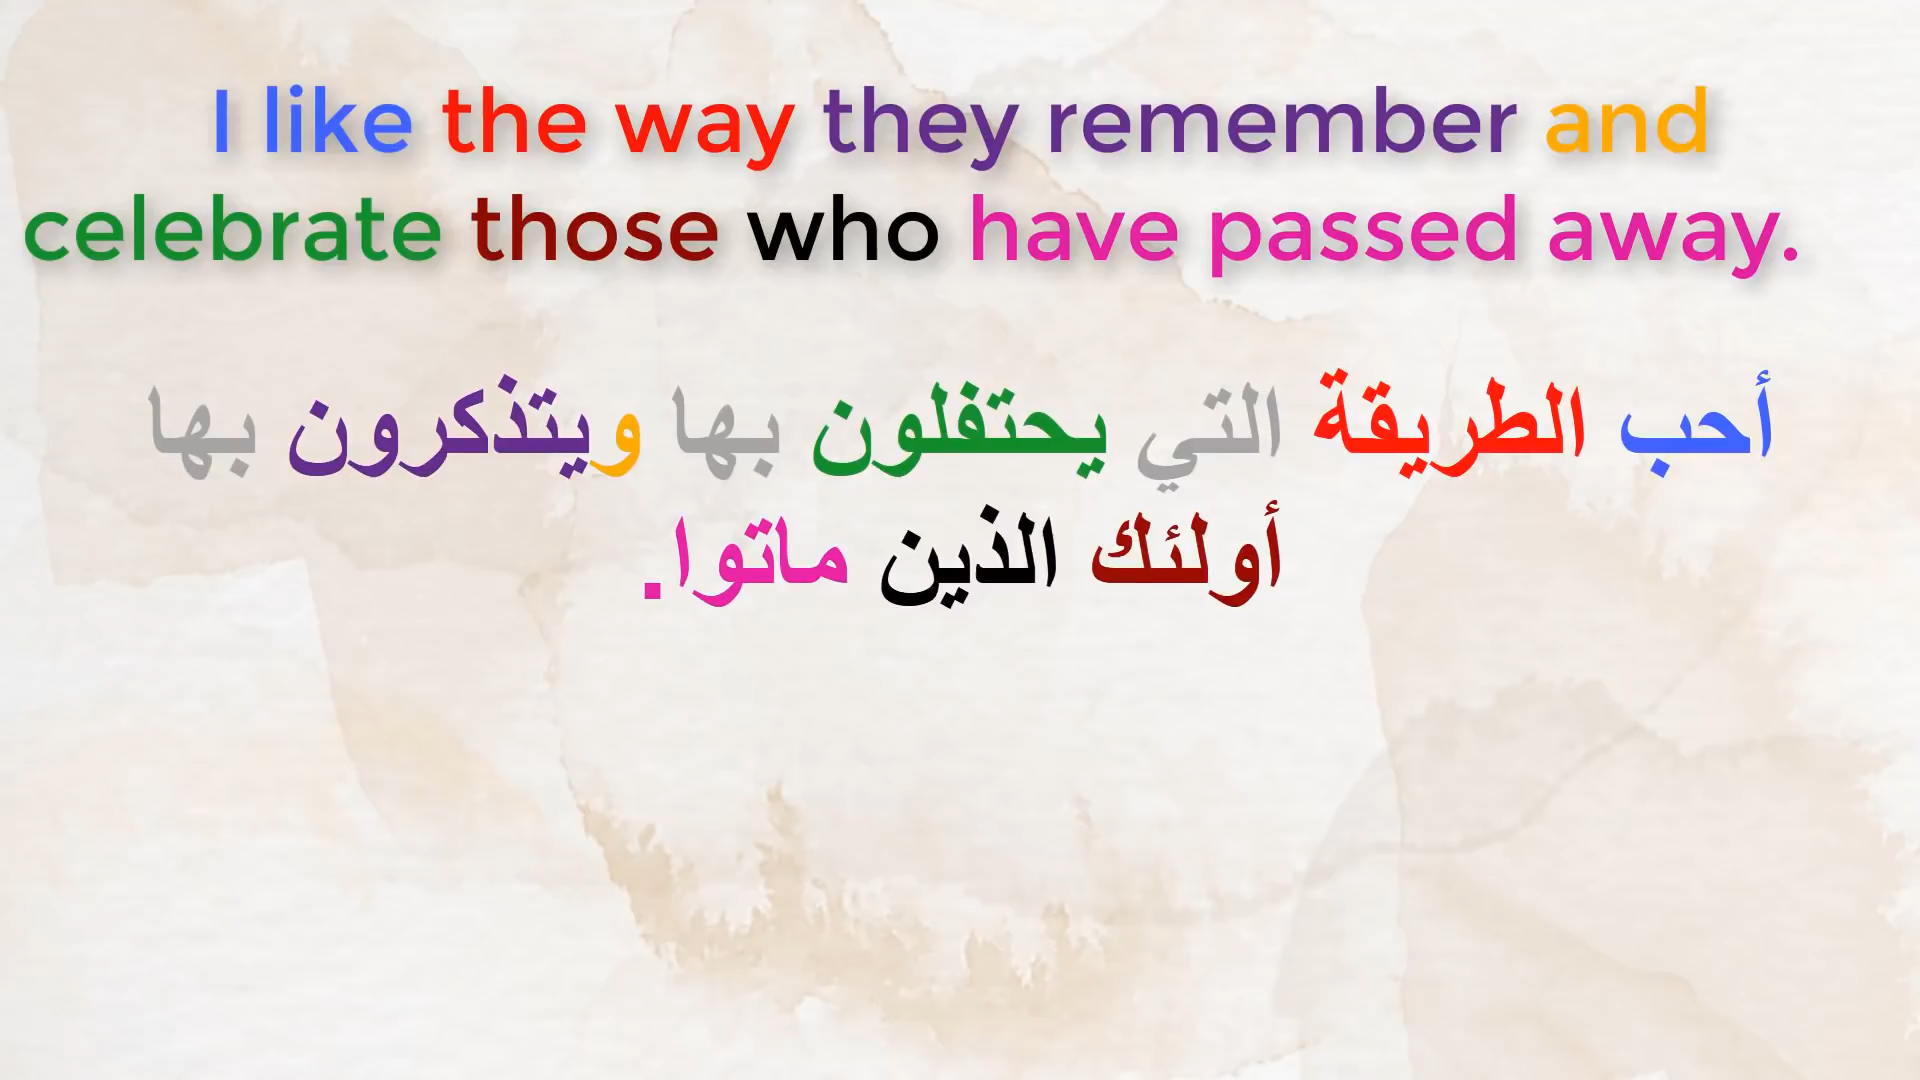 I like the way they remember and
celebrate those who have passed away.
أحب الطريقة التي يحتفلون بها ويتذكرون بها
أولئك الذين ماتوا.